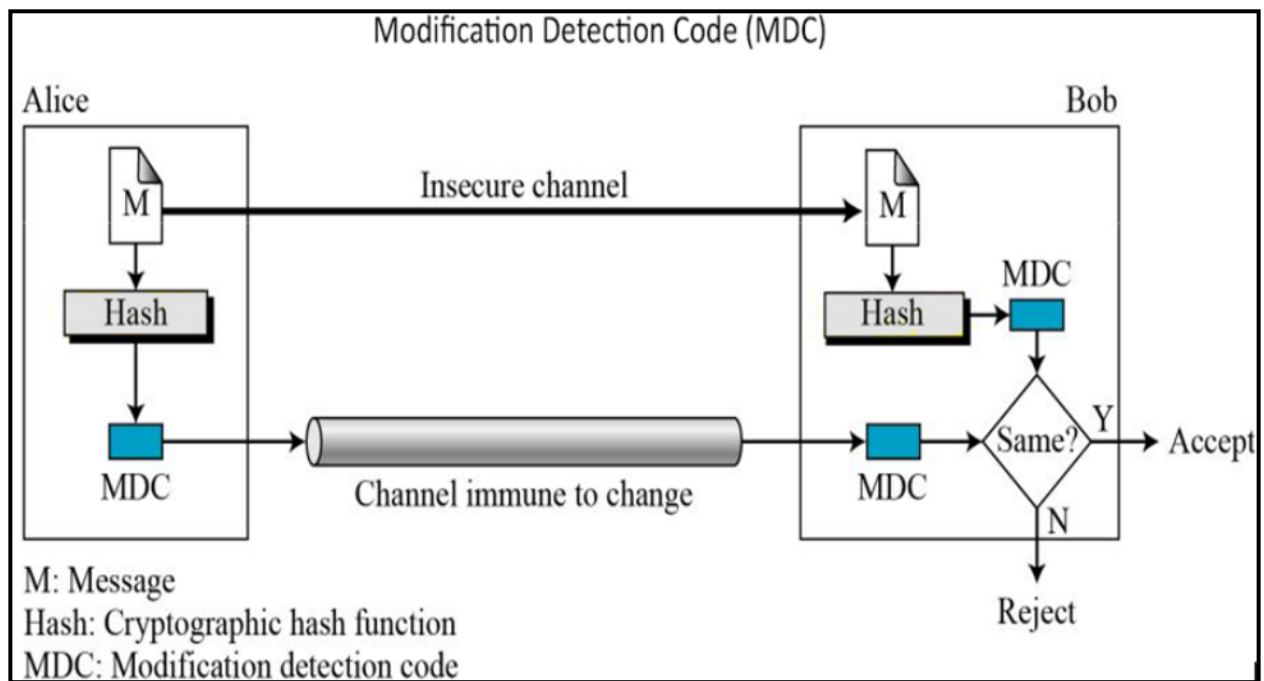 Modification Detection Code (MDC)
Alice
Bob
M
Insecure channel
M
Hash
Hash
MDC
MDC
Channel immune to change
MDC
Same?
Y
Accept
N
Reject
M: Message
Hash: Cryptographic hash function
MDC: Modification detection code